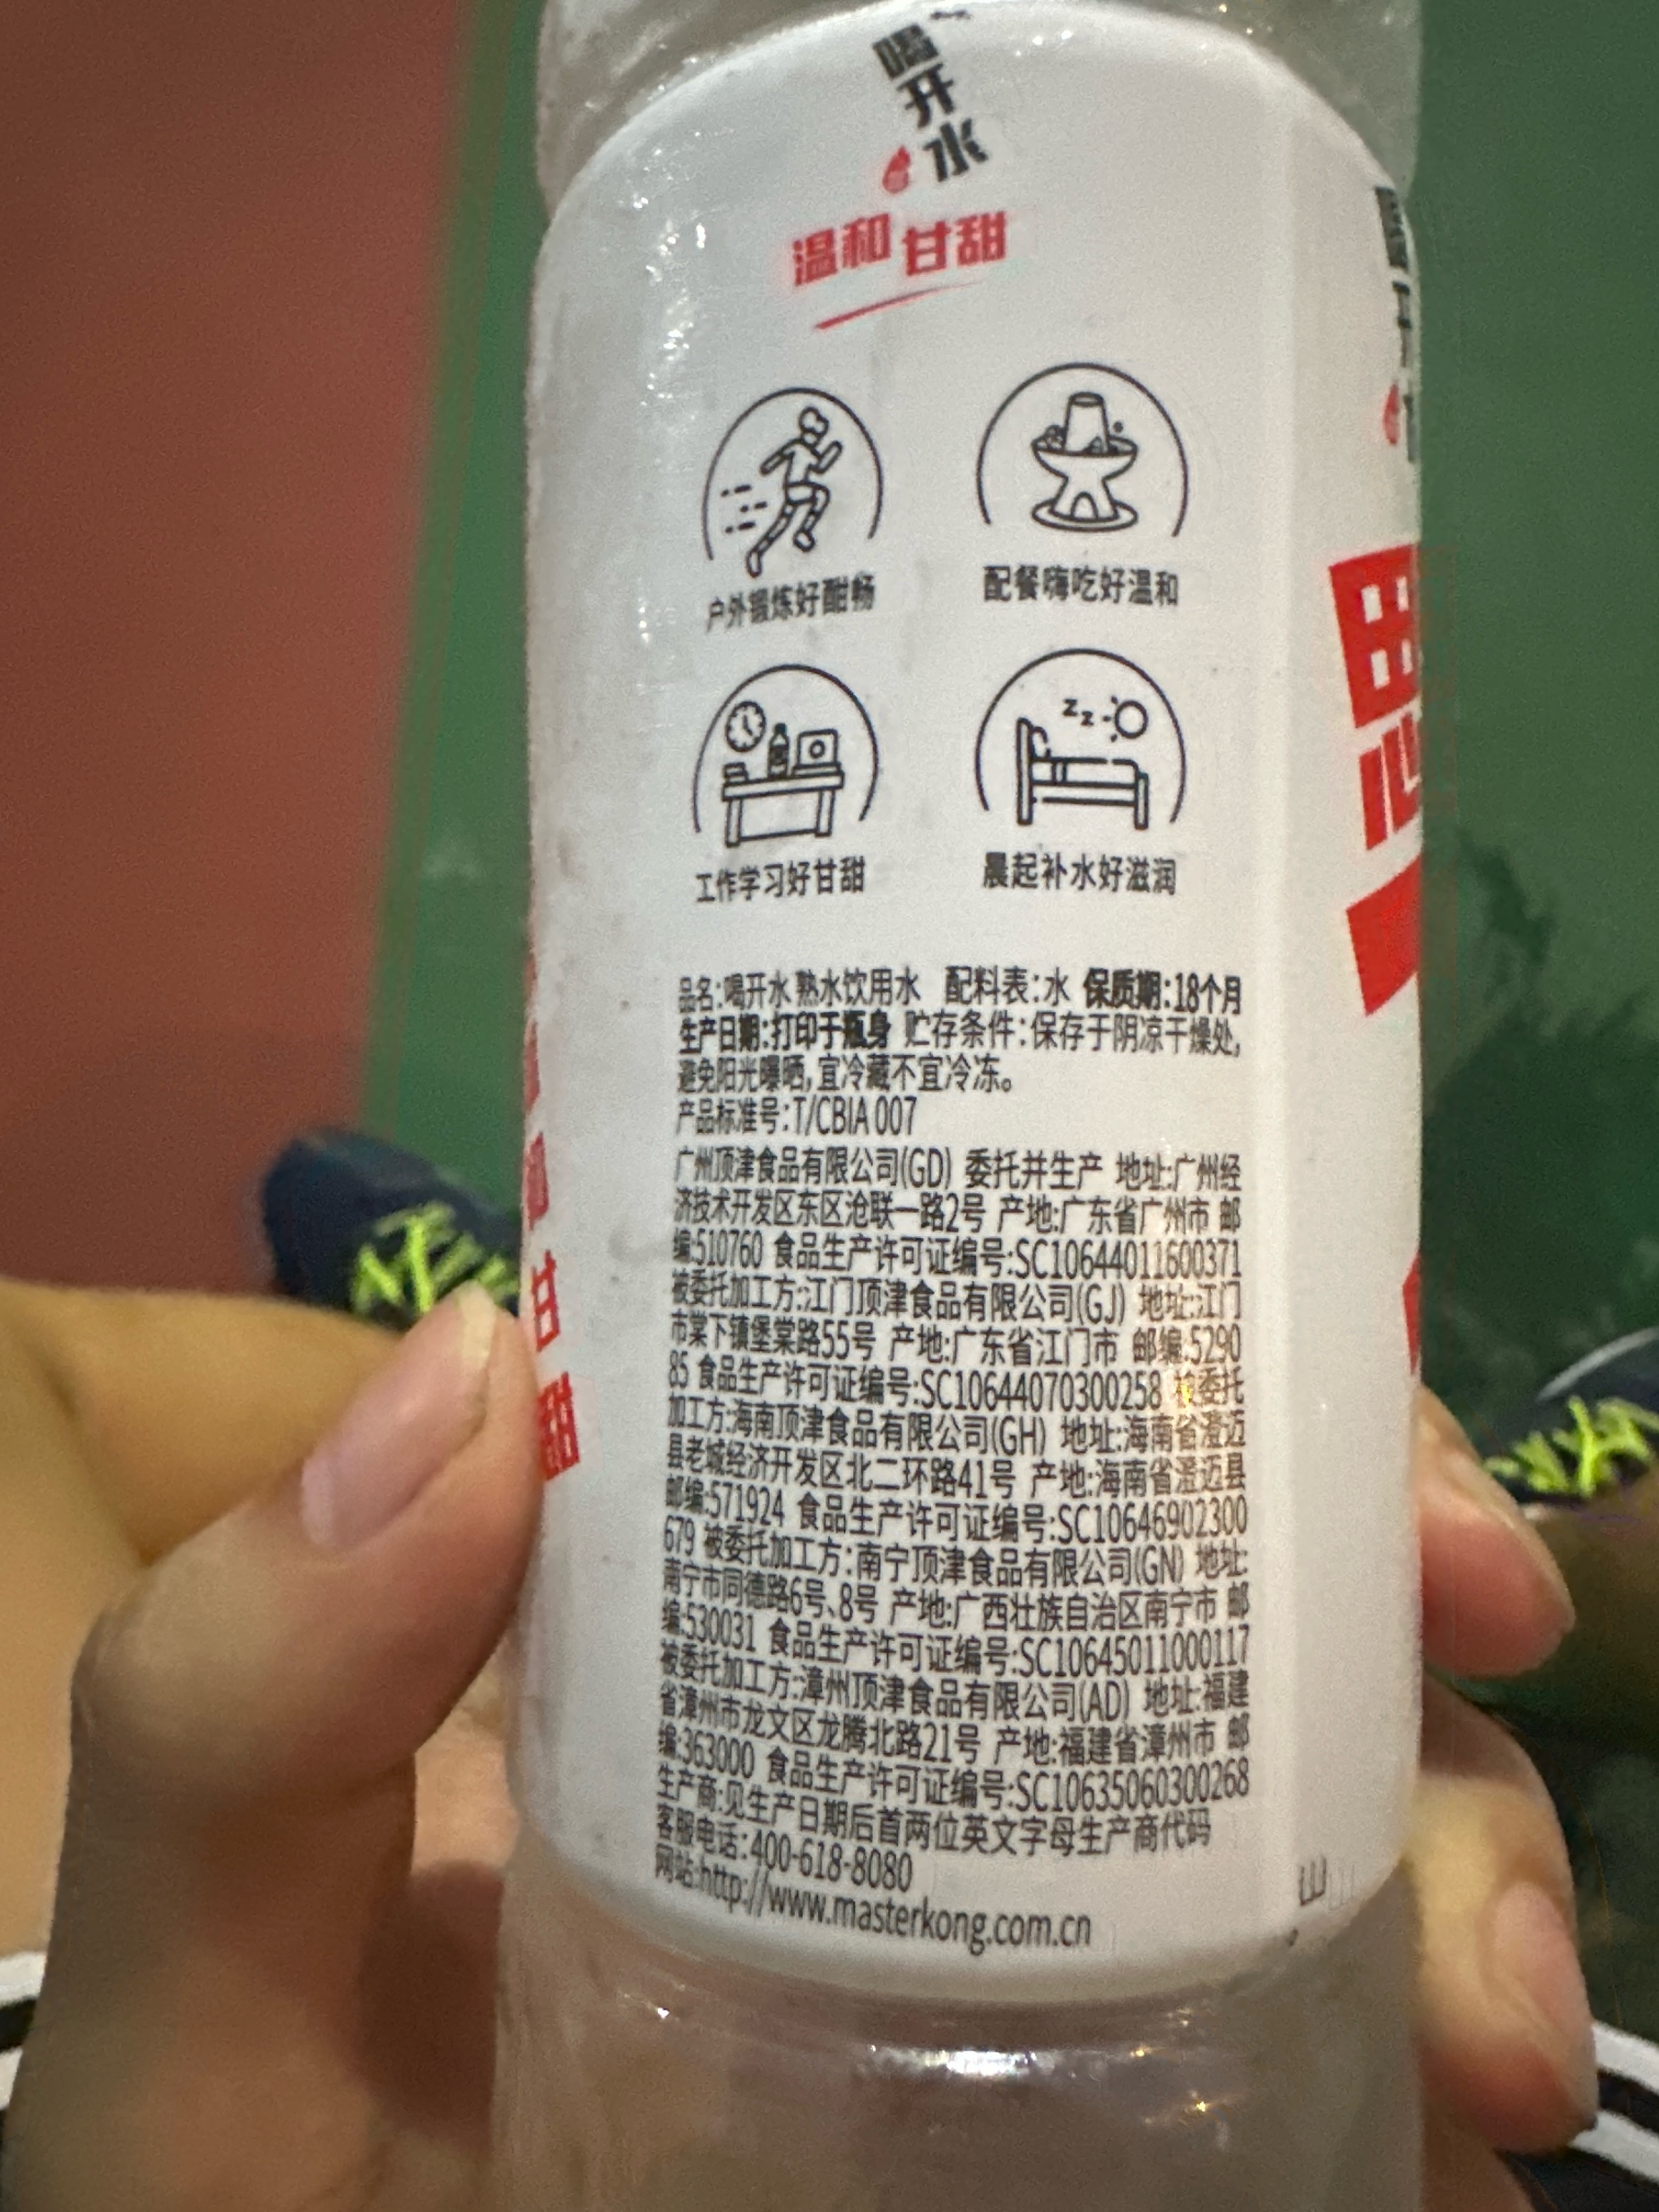 喝开水
温和甘甜
户外锻炼好酣畅
配餐嗨吃好温和
工作学习好甘甜
晨起补水好滋润
品名:喝开水 熟水饮用水 配料表:水 保质期:18个月
生产日期:打印于瓶身 贮存条件:保存于阴凉干燥处,
避免阳光曝晒,宜冷藏不宜冷冻。
产品标准号:T/CBIA 007
广州顶津食品有限公司(GD) 委托并生产 地址:广州经
济技术开发区东区沧联一路2号 产地:广东省广州市 邮
编:510760 食品生产许可证编号:SC10644011600371
被委托加工方:江门顶津食品有限公司(GJ) 地址:江门
市棠下镇堡棠路55号 产地:广东省江门市 邮编:5290
85 食品生产许可证编号:SC10644070300258 被委托
加工方:海南顶津食品有限公司(GH) 地址:海南省澄迈
县老城经济开发区北二环路41号 产地:海南省澄迈县
邮编:571924 食品生产许可证编号:SC10646902300
679 被委托加工方:南宁顶津食品有限公司(GN) 地址:
南宁市同德路6号、8号 产地:广西壮族自治区南宁市 邮
编:530031 食品生产许可证编号:SC10645011000117
被委托加工方:漳州顶津食品有限公司(AD) 地址:福建
省漳州市龙文区龙腾北路21号 产地:福建省漳州市 邮
编:363000 食品生产许可证编号:SC10635060300268
生产商:见生产日期后首两位英文字母生产商代码
客服电话:400-618-8080
网站:http://www.masterkong.com.cn
甘甜